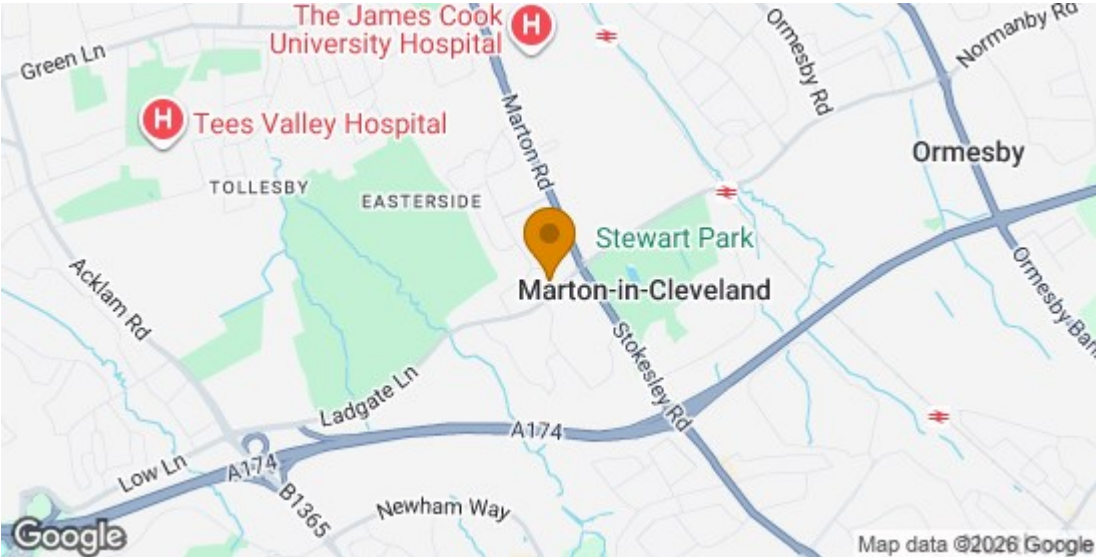 The James Cook
University Hospital
H
Normanby Rd
Green Ln
Ormesby Rd
Marton Rd
H
Tees Valley Hospital
Ormesby
TOLLESBY
EASTERSIDE
Stewart Park
Marton-in-Cleveland
Acklam Rd
Ormesby Ban
Stokesley Rd
Ladgate Ln
A174
A174
Low Ln
B1365
Newham Way
Google
Map data ©2026 Google